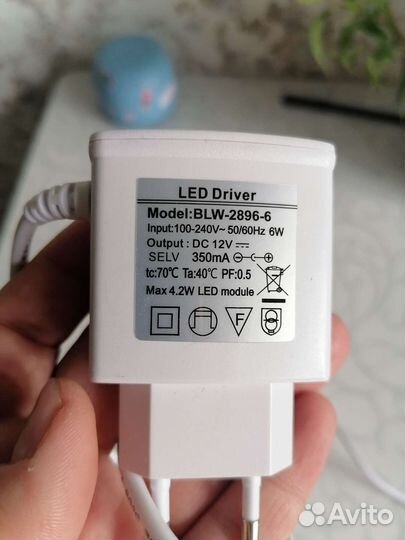 LED Driver
Model:BLW-2896-6
Input:100-240V~ 50/60Hz 6W
Output : DC 12V⎓
SELV 350mA
tc:70℃ Ta:40℃ PF:0.5
Max 4.2W LED module
F
Avito